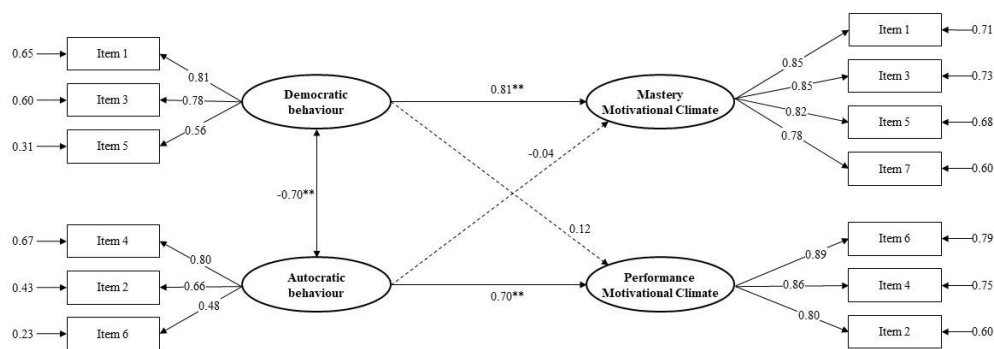 0.65
Item 1
0.81
0.60
Item 3
0.78
0.31
Item 5
0.56
Democratic
behaviour
0.81**
Mastery
Motivational Climate
0.85
Item 1
0.71
0.85
Item 3
0.73
0.82
Item 5
0.68
0.78
Item 7
0.60
-0.70**
-0.04
0.12
0.67
Item 4
0.80
0.43
Item 2
0.66
0.23
Item 6
0.48
Autocratic
behaviour
0.70**
Performance
Motivational Climate
0.89
Item 6
0.79
0.86
Item 4
0.75
0.80
Item 2
0.60